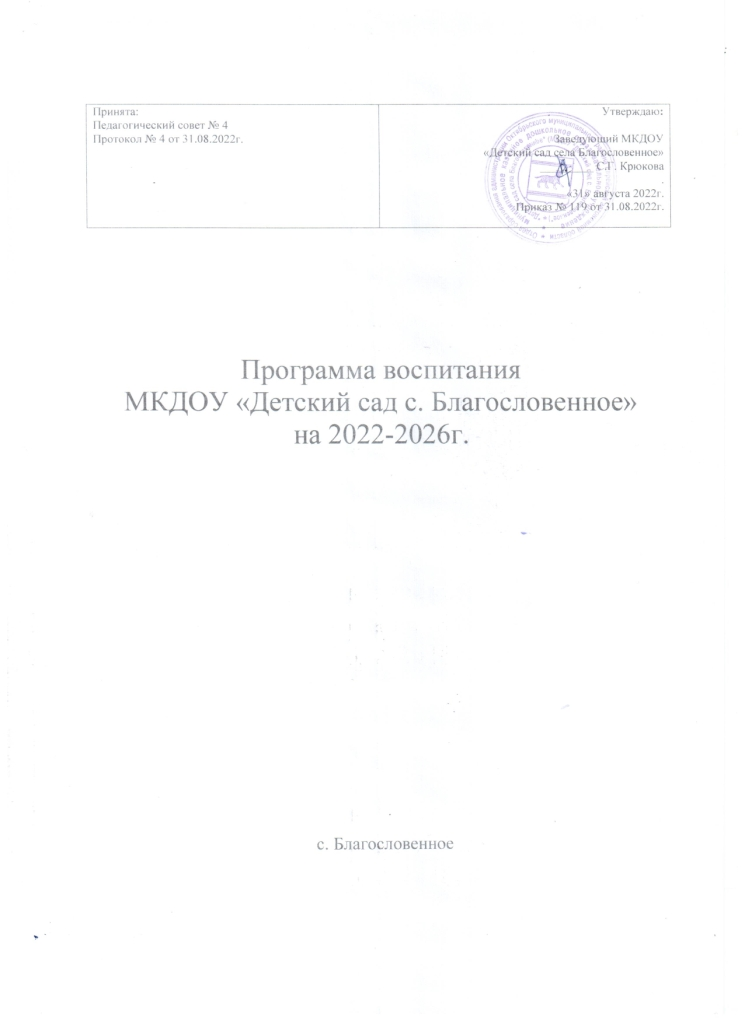 Принята:
Педагогический совет № 4
Протокол № 4 от 31.08.2022г.
Утверждаю:
Заведующий МКДОУ
«Детский сад села Благословенное»
С.Г. Крюкова
«31» августа 2022г.
Приказ № 119 от 31.08.2022г.
Программа воспитания
МКДОУ «Детский сад с. Благословенное»
на 2022-2026г.
с. Благословенное